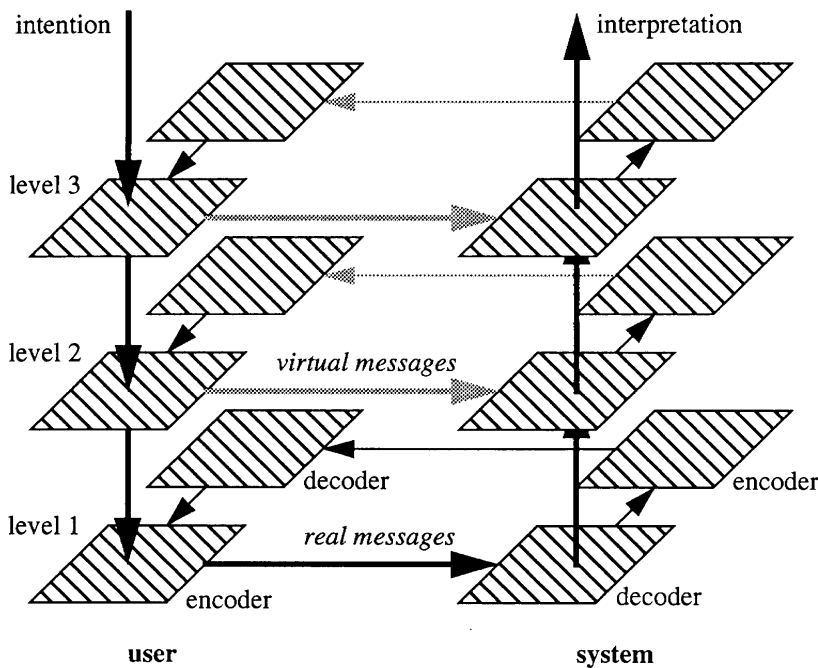 intention
interpretation
level 3
level 2
virtual messages
decoder
encoder
level 1
real messages
encoder
decoder
user
system